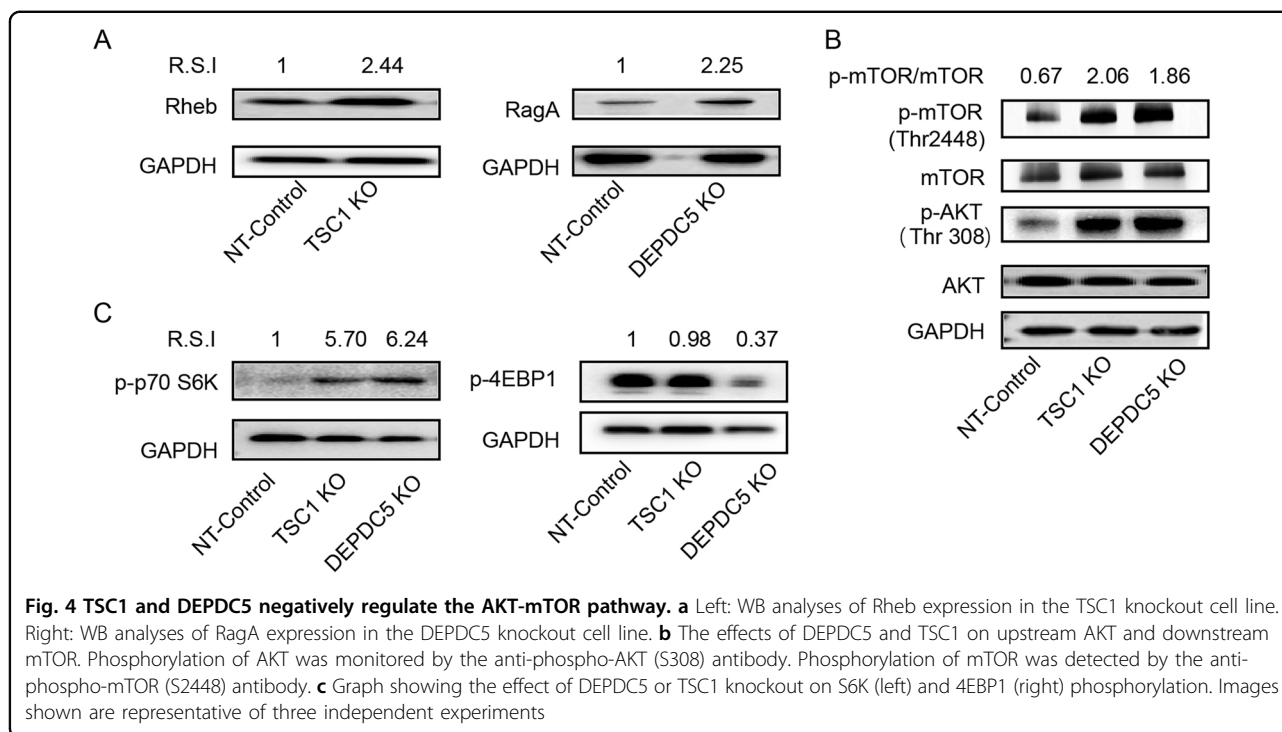 A
R.S.I 1 2.44
Rheb
GAPDH
NT-Control TSC1 KO
1 2.25
RagA
GAPDH
NT-Control DEPDC5 KO
B
p-mTOR/mTOR 0.67 2.06 1.86
p-mTOR
(Thr2448)
mTOR
p-AKT
( Thr 308)
AKT
GAPDH
NT-Control TSC1 KO DEPDC5 KO
C
R.S.I 1 5.70 6.24
p-p70 S6K
GAPDH
NT-Control TSC1 KO DEPDC5 KO
1 0.98 0.37
p-4EBP1
GAPDH
NT-Control TSC1 KO DEPDC5 KO
Fig. 4 TSC1 and DEPDC5 negatively regulate the AKT-mTOR pathway. a Left: WB analyses of Rheb expression in the TSC1 knockout cell line.
Right: WB analyses of RagA expression in the DEPDC5 knockout cell line. b The effects of DEPDC5 and TSC1 on upstream AKT and downstream
mTOR. Phosphorylation of AKT was monitored by the anti-phospho-AKT (S308) antibody. Phosphorylation of mTOR was detected by the anti-
phospho-mTOR (S2448) antibody. c Graph showing the effect of DEPDC5 or TSC1 knockout on S6K (left) and 4EBP1 (right) phosphorylation. Images
shown are representative of three independent experiments